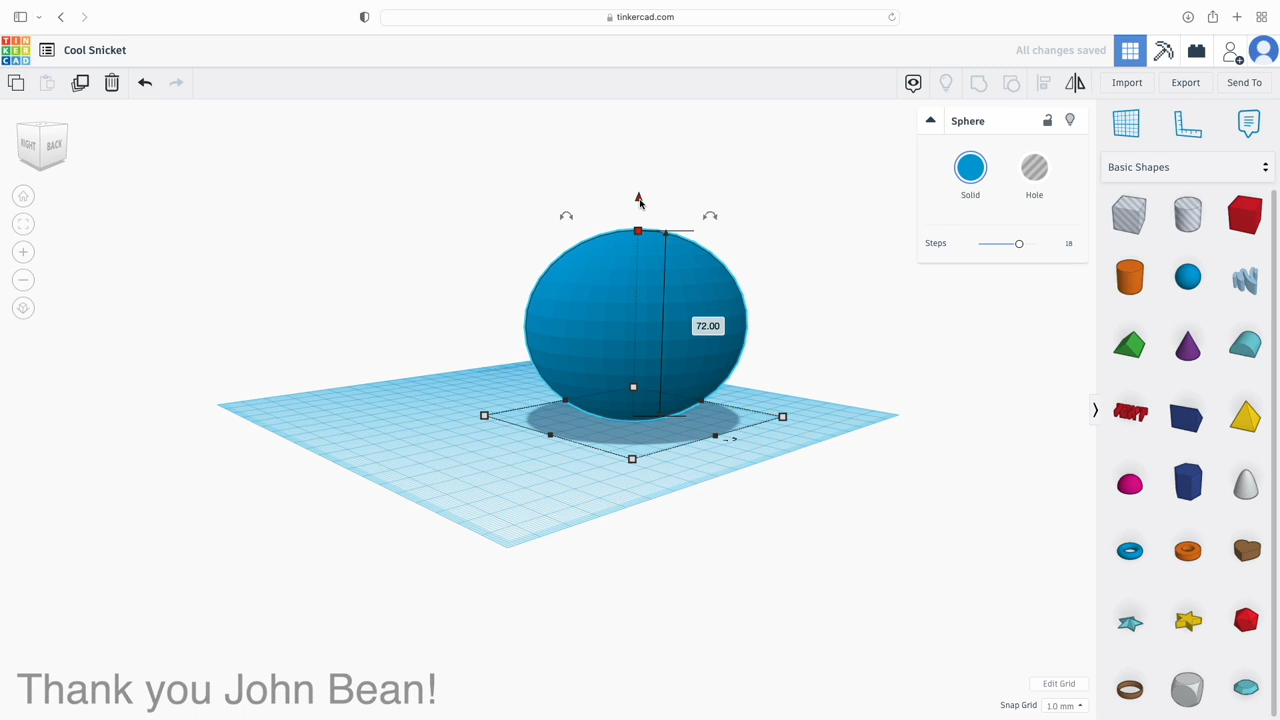 tinkercad.com
TIN
KER
CAD
Cool Snicket
All changes saved
Import
Export
Send To
RIGHT
BACK
Sphere
Solid
Hole
Steps
18
Basic Shapes
72.00
TEXT
Edit Grid
Snap Grid
1.0 mm
Thank you John Bean!